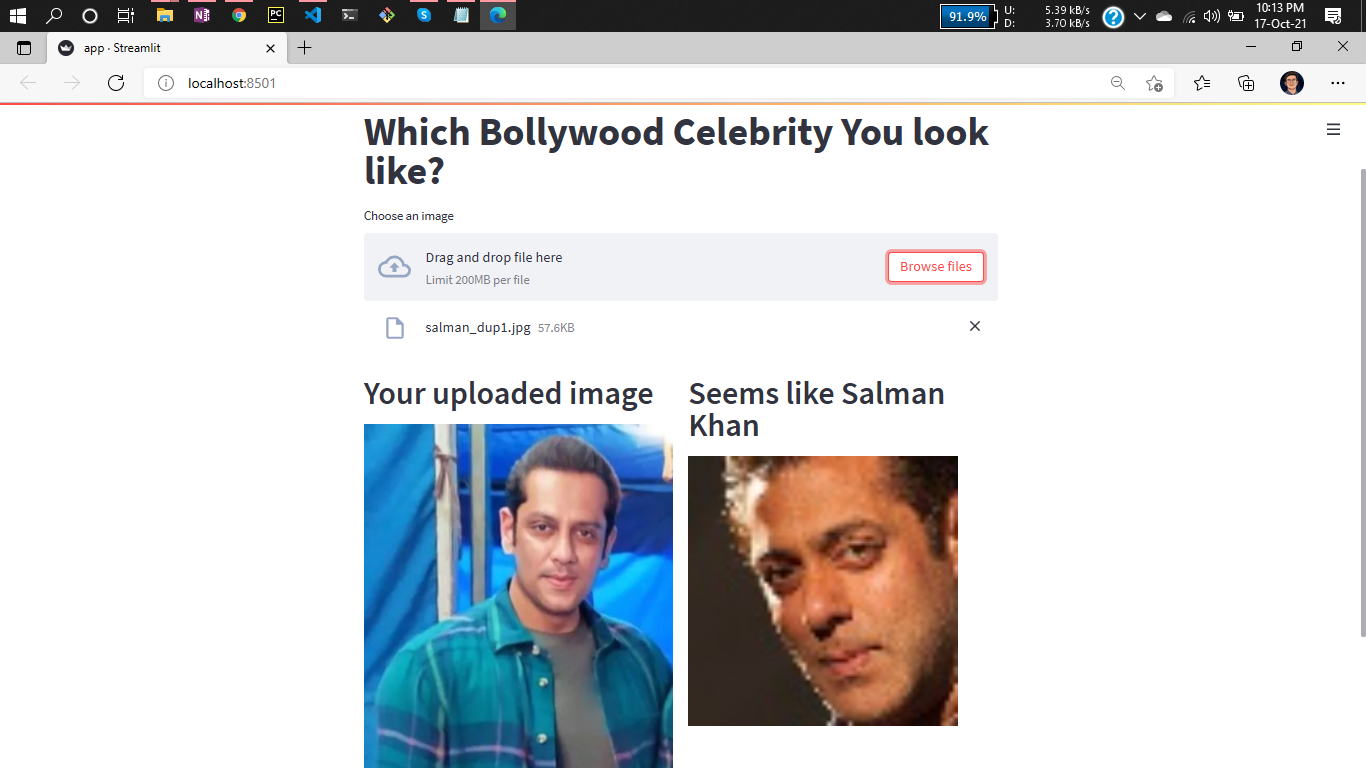 91.9%
U: 5.39 kB/s
D: 3.70 kB/s
10:13 PM
17-Oct-21
app · Streamlit
localhost:8501
Which Bollywood Celebrity You look
like?
Choose an image
Drag and drop file here
Limit 200MB per file
Browse files
salman_dup1.jpg 57.6KB
Your uploaded image
Seems like Salman
Khan